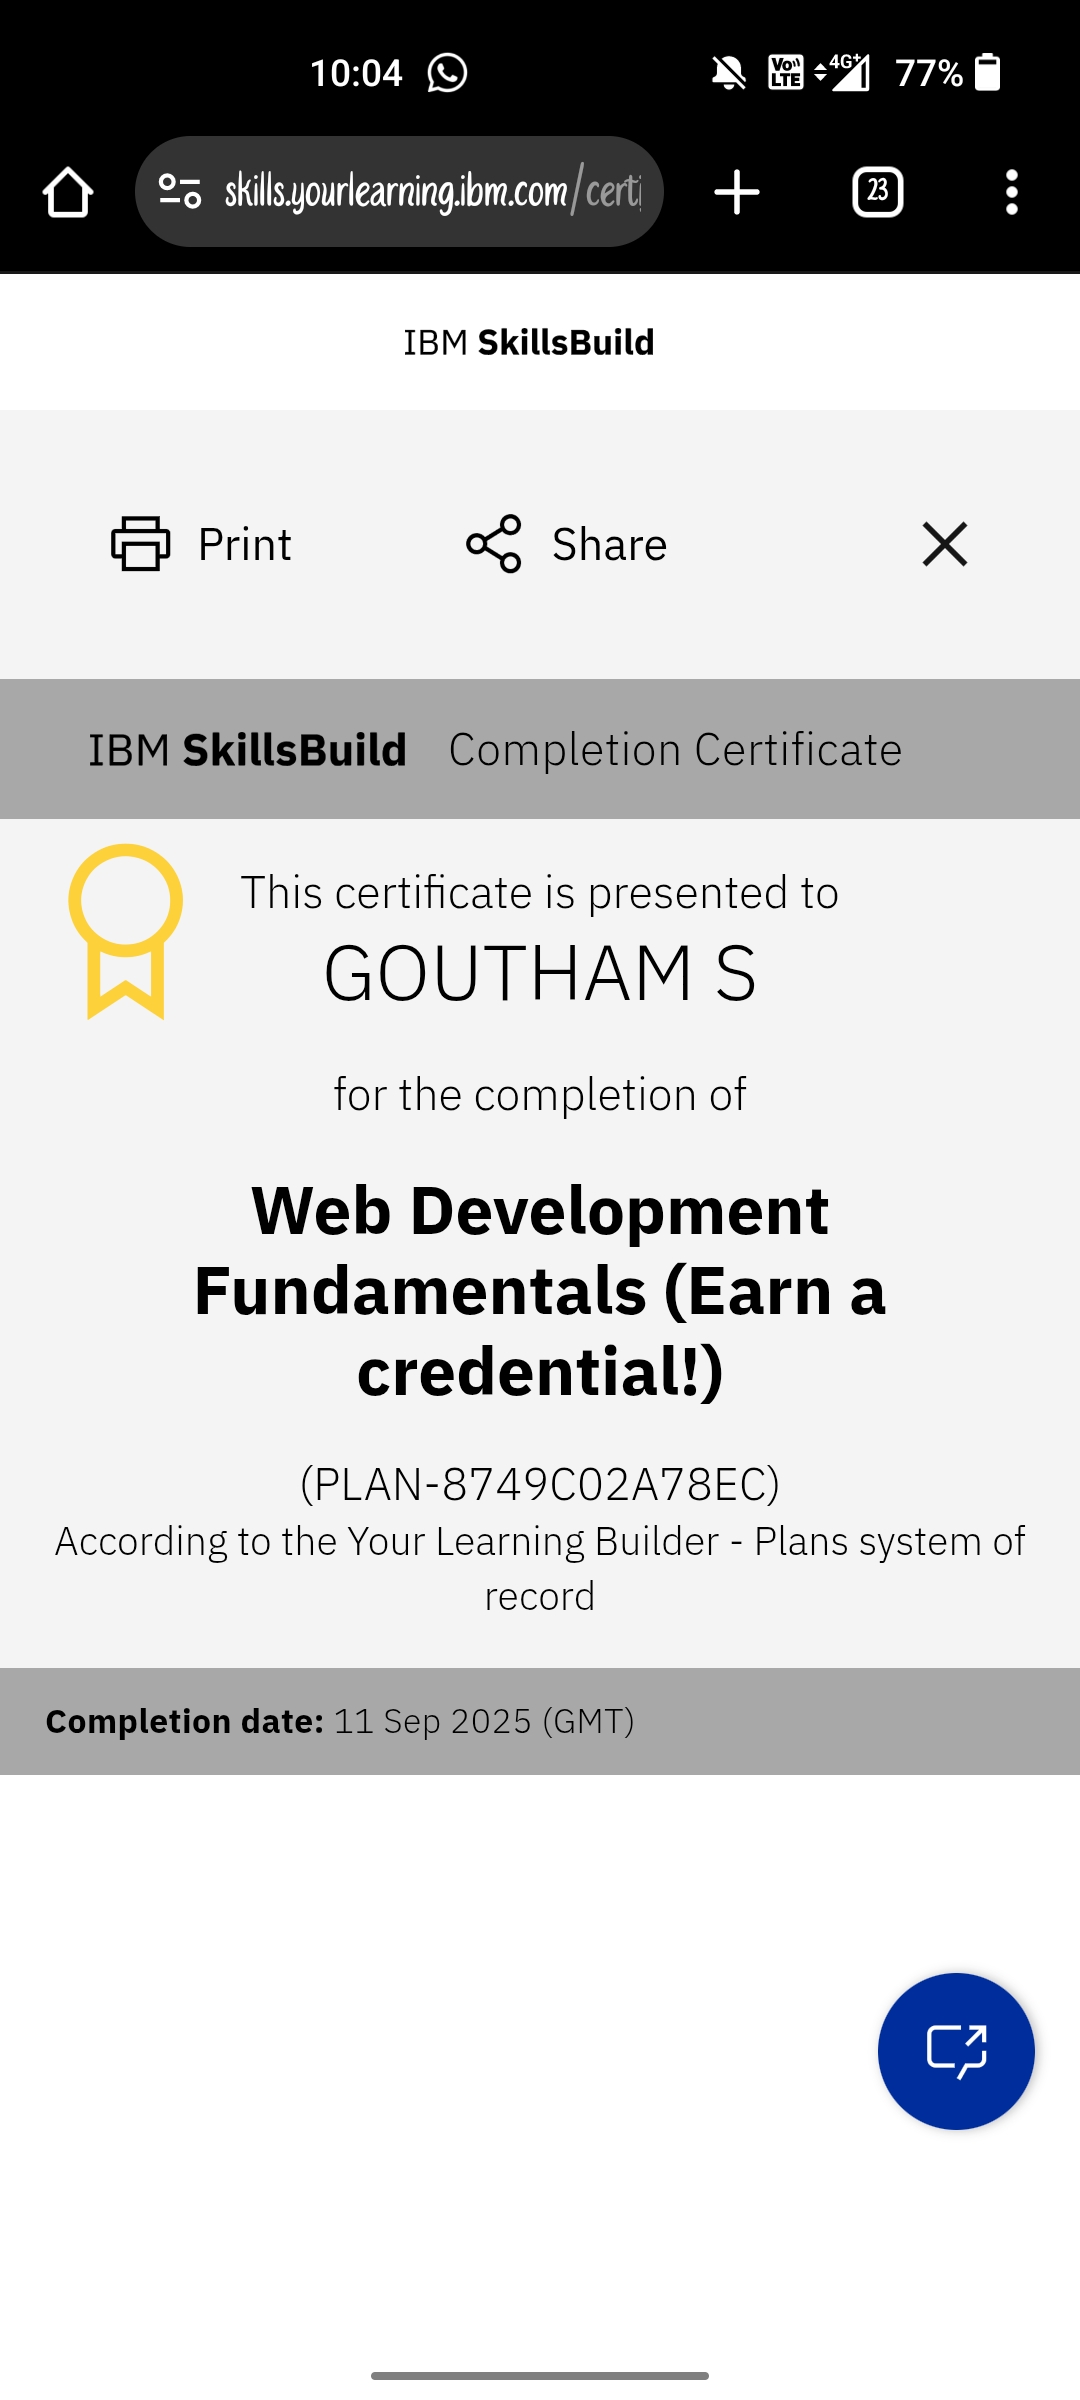 10:04
Vo LTE 4G+ 77%
skills.yourlearning.ibm.com/certi
23
IBM SkillsBuild
Print Share
IBM SkillsBuild Completion Certificate
This certificate is presented to
GOUTHAM S
for the completion of
Web Development
Fundamentals (Earn a
credential!)
(PLAN-8749C02A78EC)
According to the Your Learning Builder - Plans system of
record
Completion date: 11 Sep 2025 (GMT)